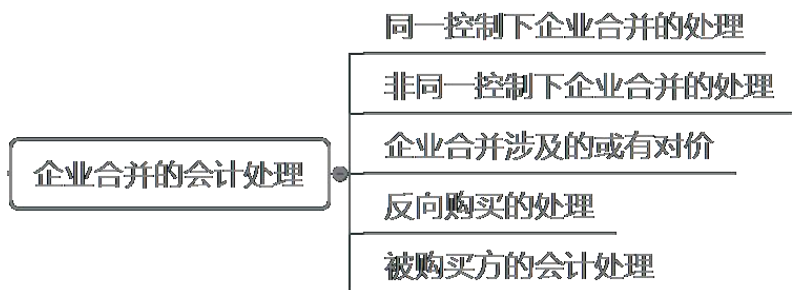 企业合并的会计处理
同一控制下企业合并的处理
非同一控制下企业合并的处理
企业合并涉及的或有对价
反向购买的处理
被购买方的会计处理